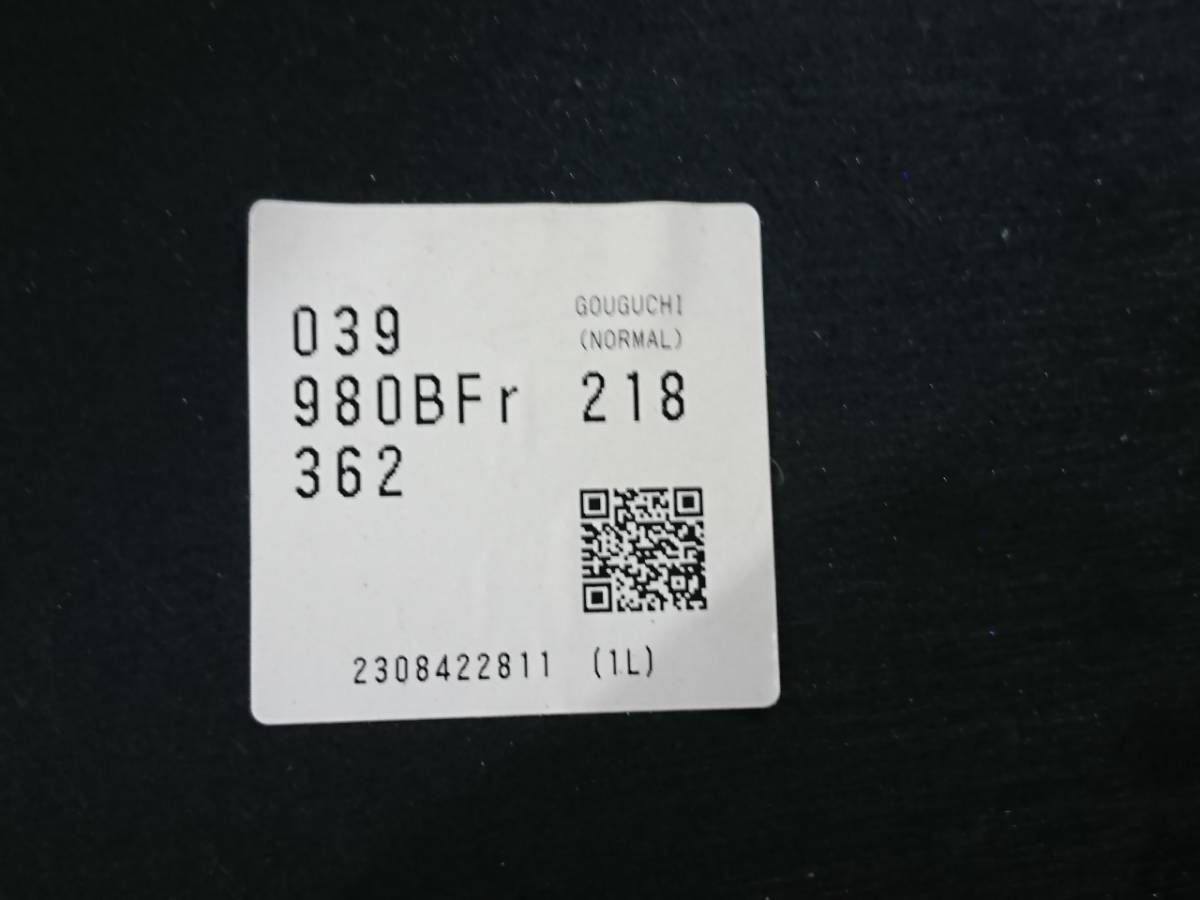 GOUGUCHI
(NORMAL)
039
980BFr 218
362
2308422811 (1L)